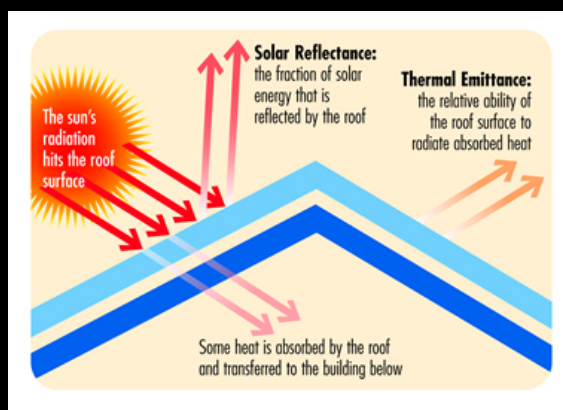 The sun's
radiation
hits the roof
surface
Solar Reflectance:
the fraction of solar
energy that is
reflected by the roof
Thermal Emittance:
the relative ability of
the roof surface to
radiate absorbed heat
Some heat is absorbed by the roof
and transferred to the building below